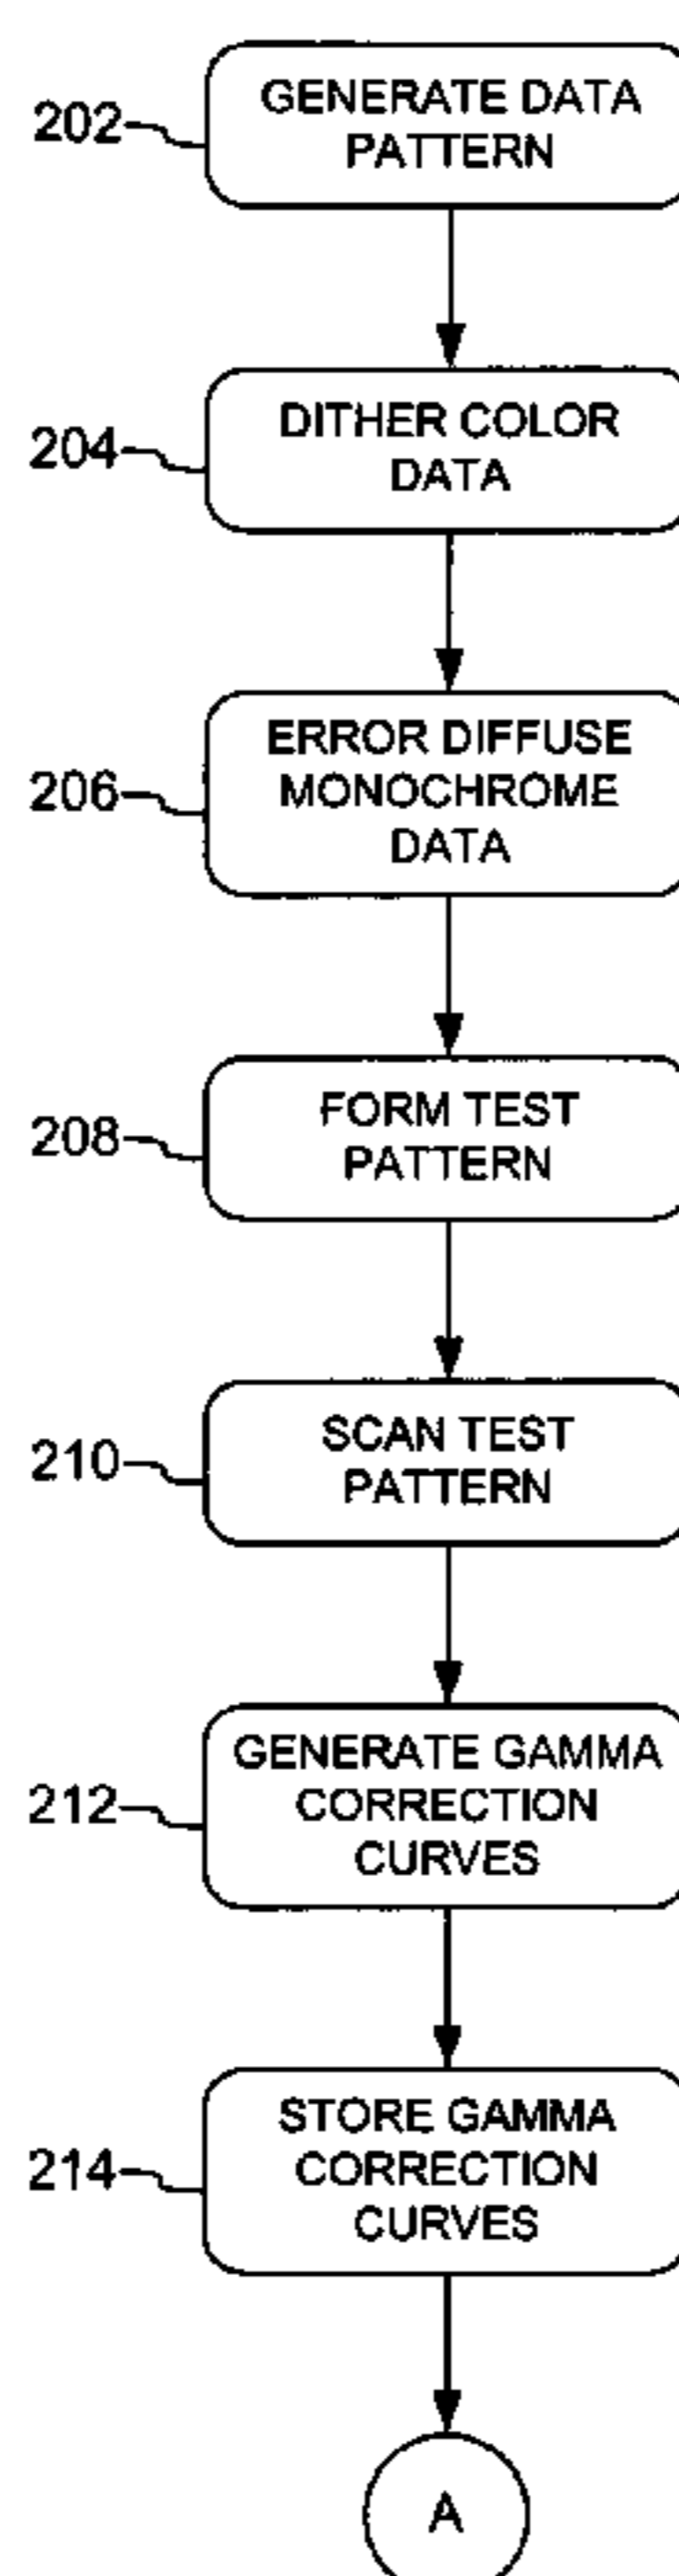 GENERATE DATA
202
PATTERN
DITHER COLOR
204
DATA
ERROR DIFFUSE
206
MONOCHROME
DATA
FORM TEST
208
PATTERN
SCAN TEST
210
PATTERN
GENERATE GAMMA
212
CORRECTION
CURVES
STORE GAMMA
214
CORRECTION
CURVES
A